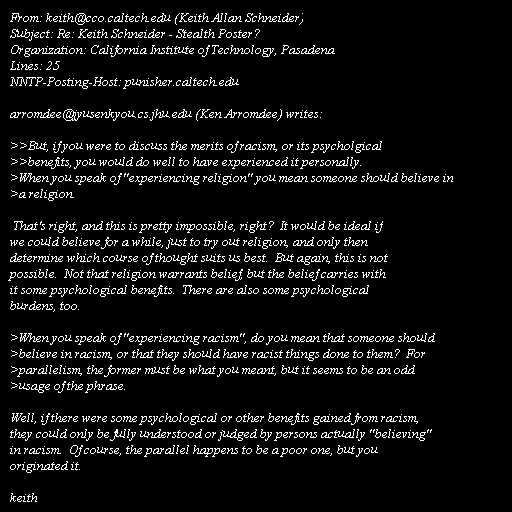 From: keith@cco.caltech.edu (Keith Allan Schneider)
Subject: Re: Keith Schneider - Stealth Poster?
Organization: California Institute of Technology, Pasadena
Lines: 25
NNTP-Posting-Host: punisher.caltech.edu

arromdee@jyusenkyou.cs.jhu.edu (Ken Arromdee) writes:

>>But, if you were to discuss the merits of racism, or its psycholgical
>>benefits, you would do well to have experienced it personally.
>When you speak of "experiencing religion" you mean someone should believe in
>a religion.

That's right, and this is pretty impossible, right?  It would be ideal if
we could believe for a while, just to try out religion, and only then
determine which course of thought suits us best.  But again, this is not
possible.  Not that religion warrants belief, but the belief carries with
it some psychological benefits.  There are also some psychological
burdens, too.

>When you speak of "experiencing racism", do you mean that someone should
>believe in racism, or that they should have racist things done to them?  For
>parallelism, the former must be what you meant, but it seems to be an odd
>usage of the phrase.

Well, if there were some psychological or other benefits gained from racism,
they could only be fully understood or judged by persons actually "believing"
in racism.  Of course, the parallel happens to be a poor one, but you
originated it.

keith